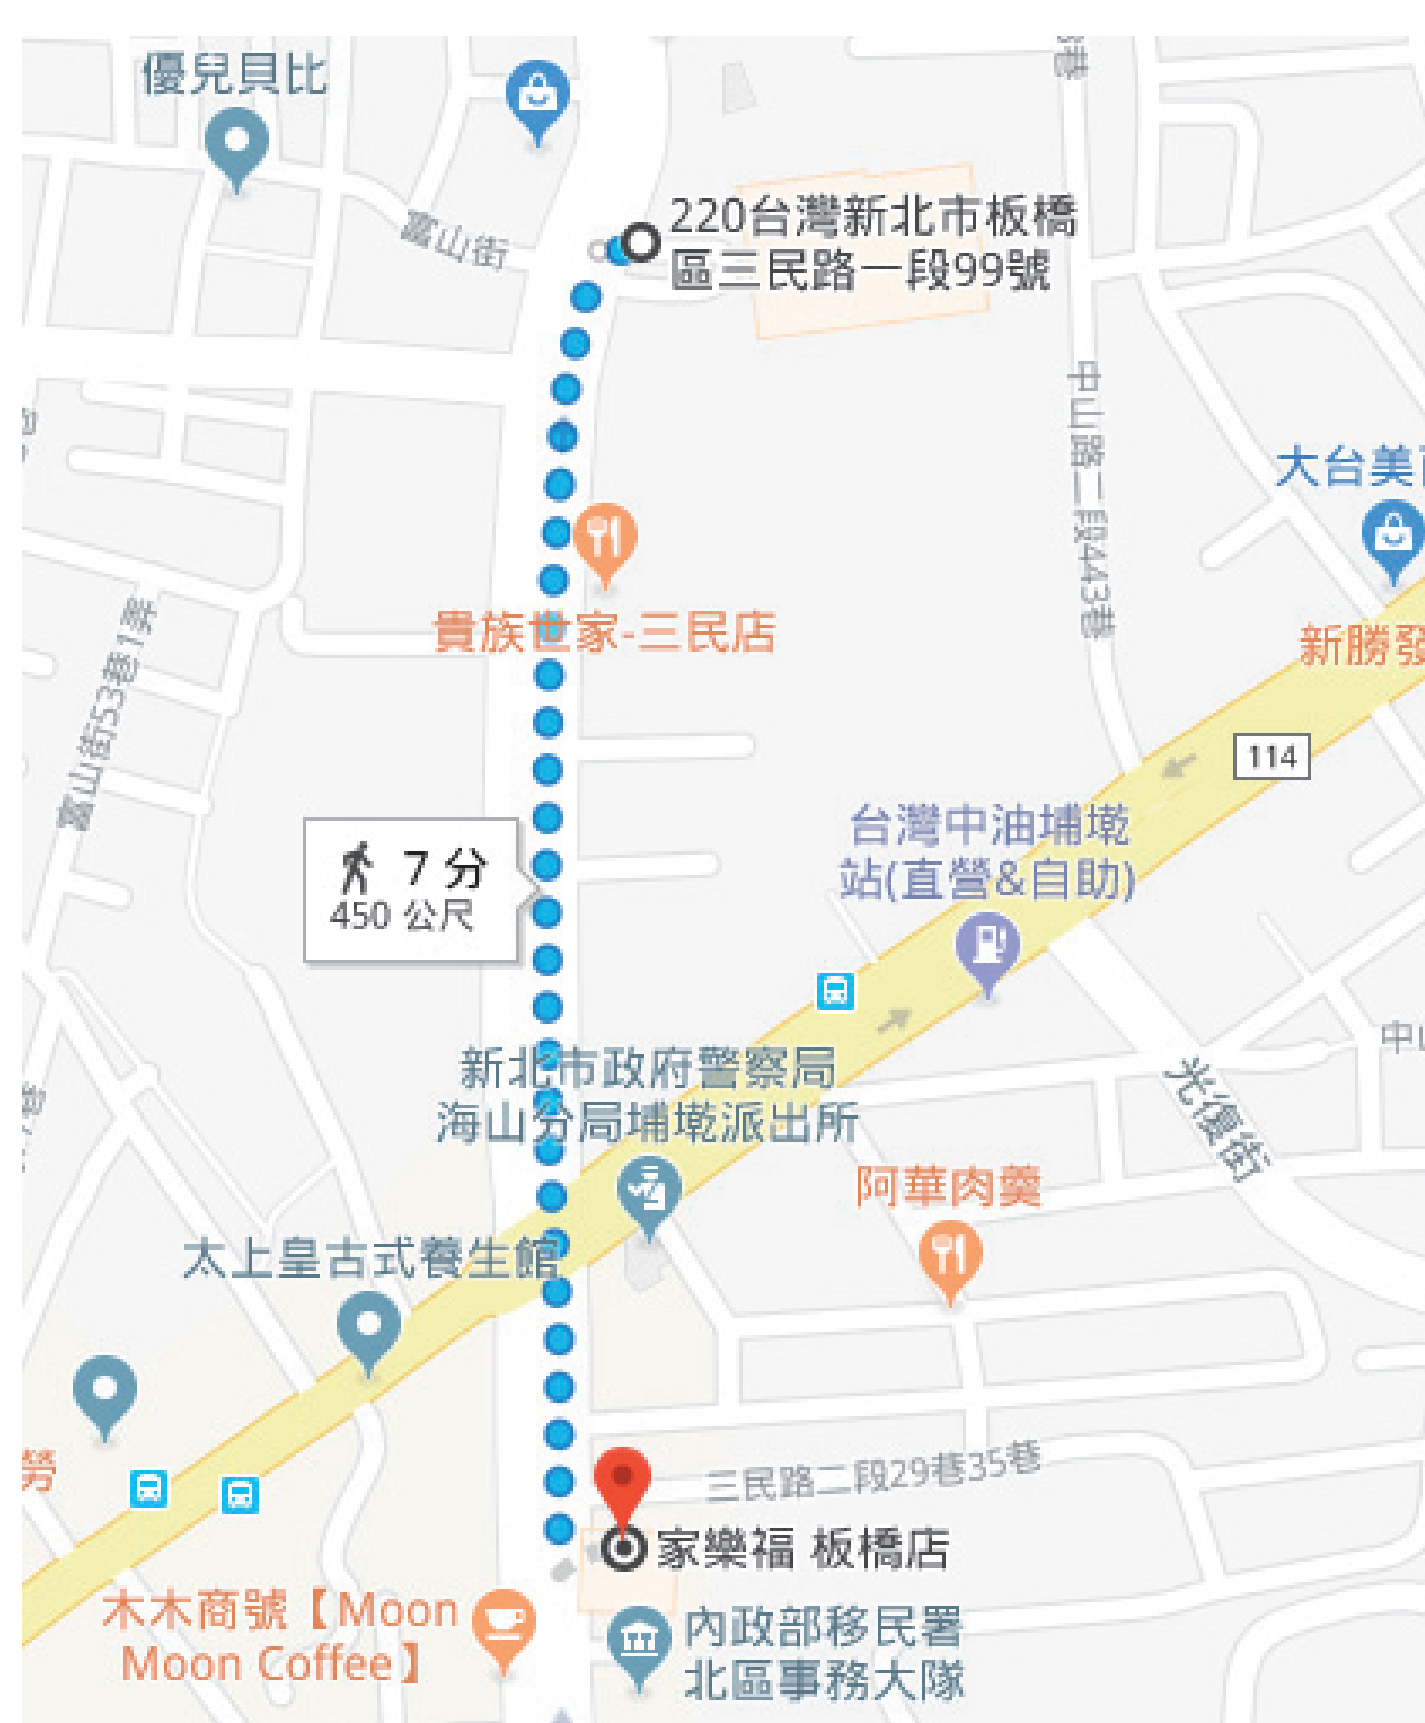 優兒貝比
富山街
220台灣新北市板橋
區三民路一段99號
中山路二段443巷
大台美
貴族世家-三民店
新勝發
富山街53巷1弄
114
台灣中油埔墘
站(直營&自助)
7 分
450 公尺
新北市政府警察局
海山分局埔墘派出所
光復街
阿華肉羹
太上皇古式養生館
三民路二段29巷35巷
家樂福 板橋店
木木商號【Moon
Moon Coffee】
內政部移民署
北區事務大隊